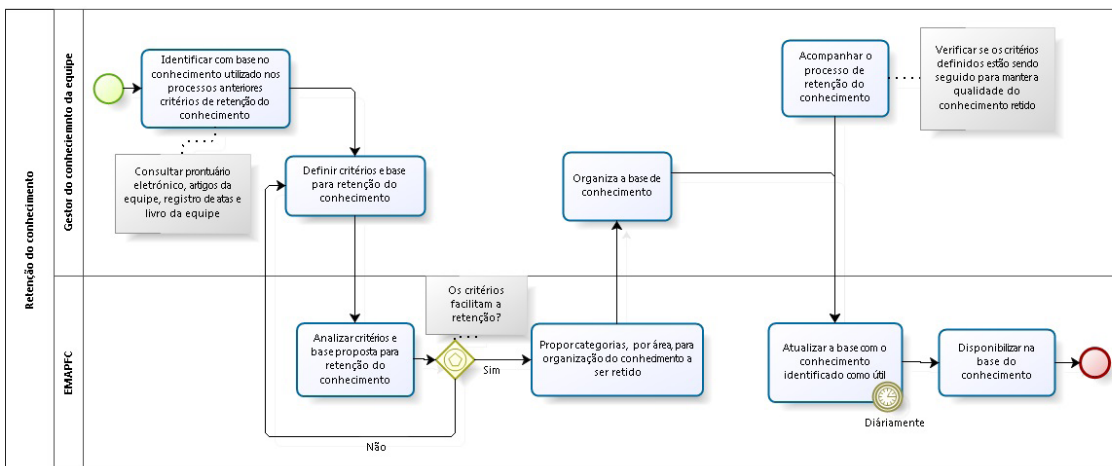 Retenção do conhecimento
Gestor do conheciemnto da equipe
Identificar com base no
conhecimento utilizado nos
processos anteriores
critérios de retenção do
conhecimento
Consultar prontuário
eletrónico, artigos da
equipe, registro de atas e
livro da equipe
Definir critérios e base
para retenção do
conhecimento
Organiza a base de
conhecimento
Acompanhar o
processo de
retenção do
conhecimento
Verificar se os critérios
definidos estão sendo
seguido para manter a
qualidade do
conhecimento retido
EMAPFC
Analizar critérios e
base proposta para
retenção do
conhecimento
Os critérios
facilitam a
retenção?
Sim
Não
Propor categorias, por área, para
organização do conhecimento a
ser retido
Atualizar a base com o
conhecimento
identificado como útil
Diáriamente
Disponibilizar na
base do
conhecimento